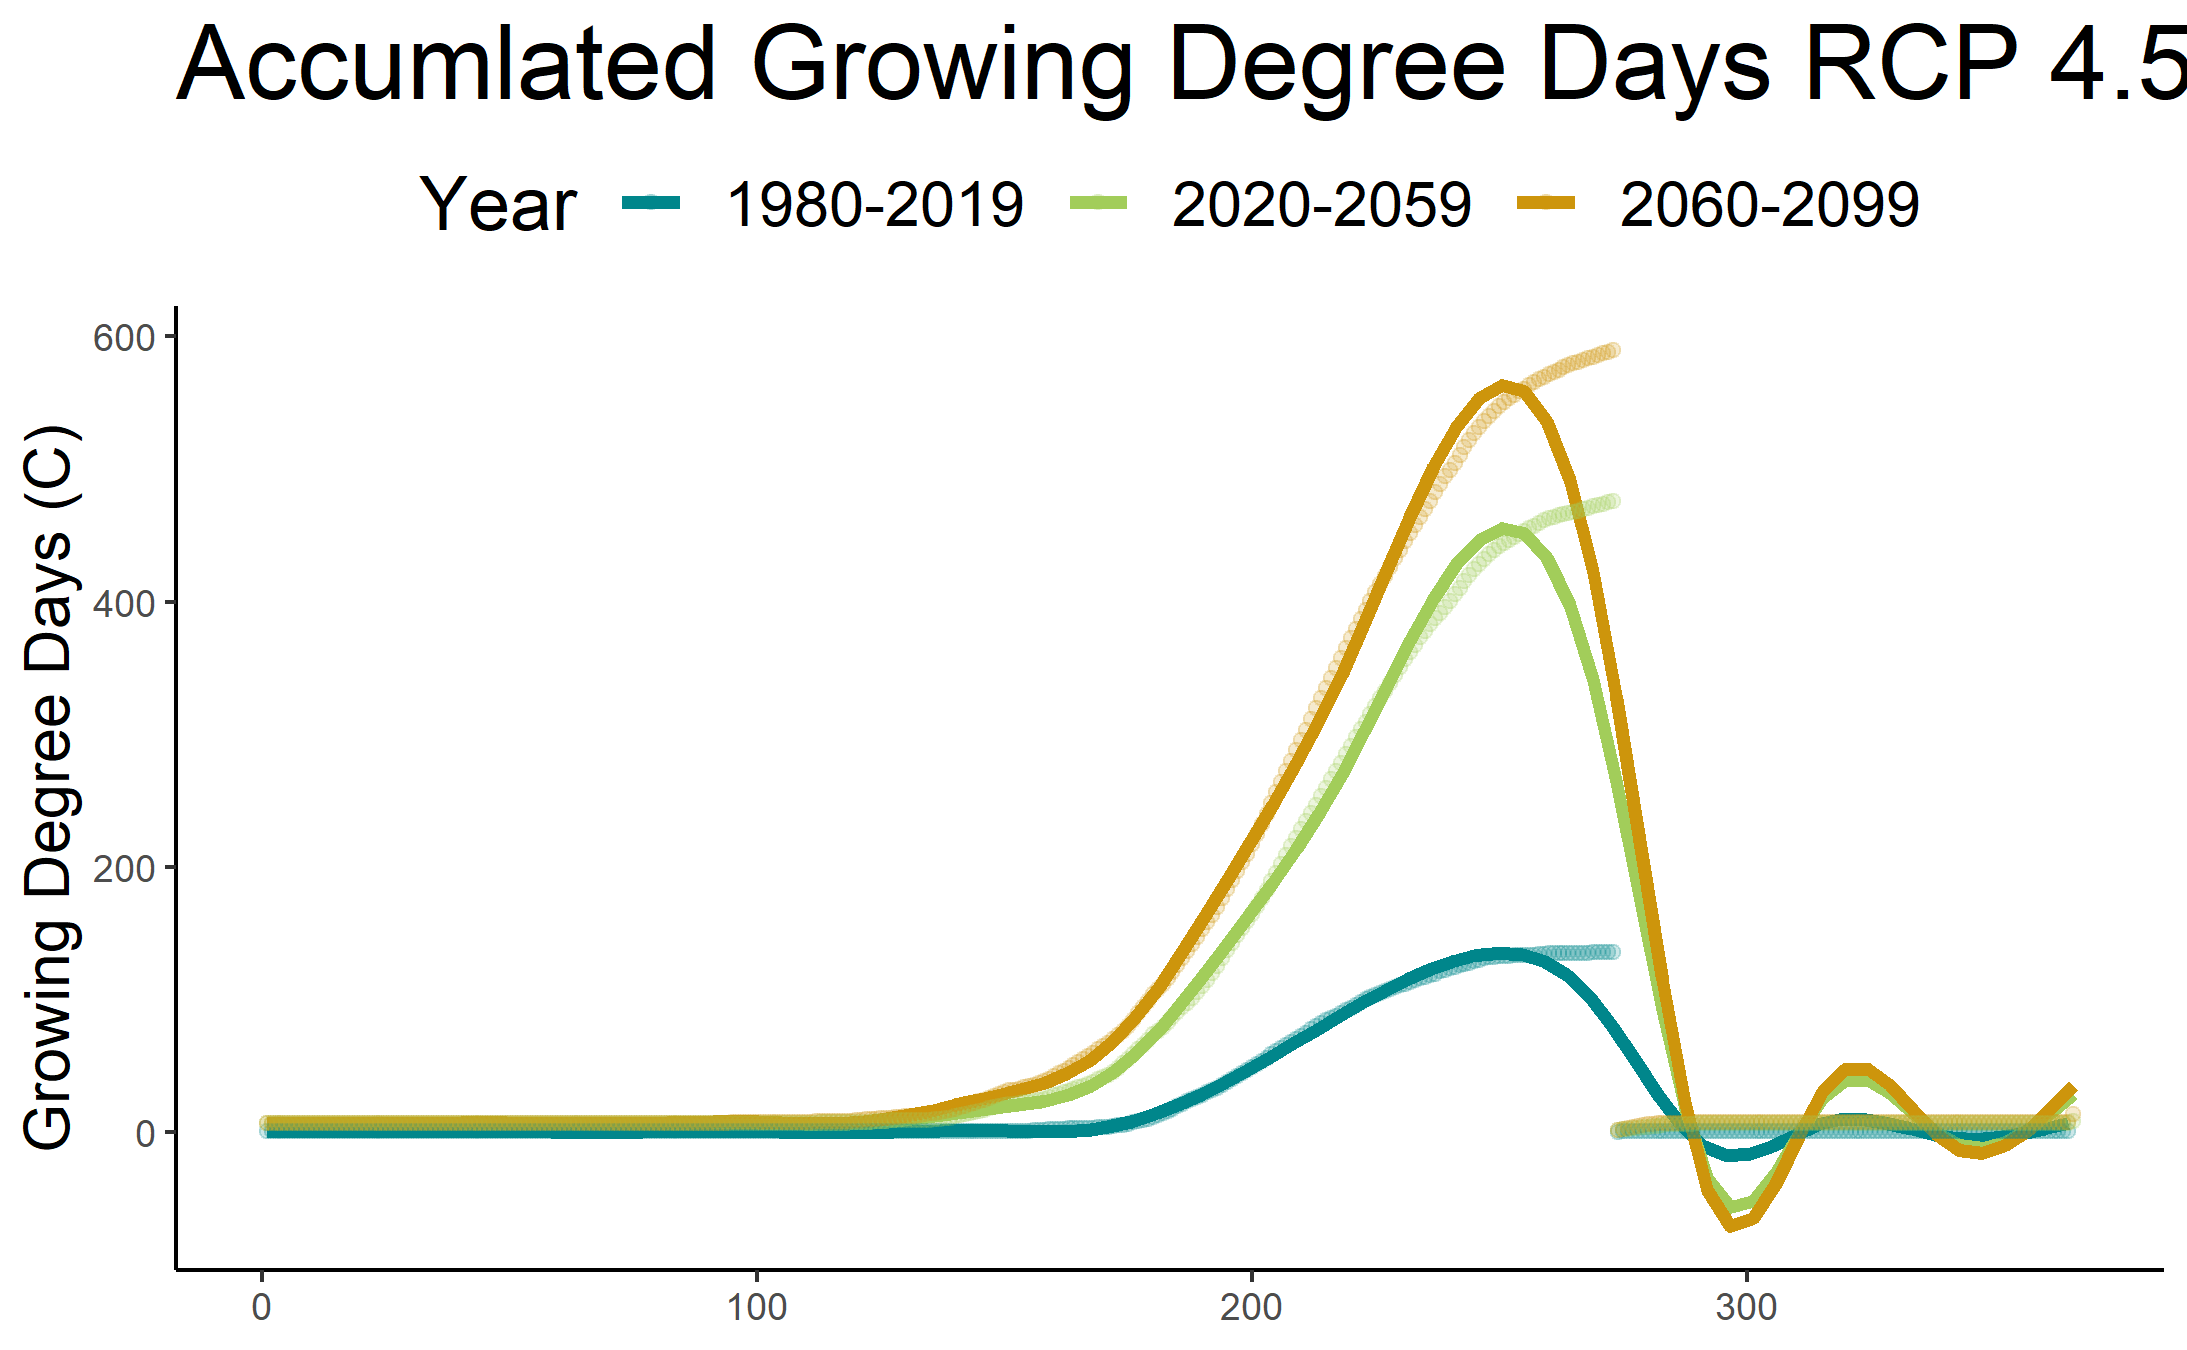 Accumlated Growing Degree Days RCP 4.5
Year 1980-2019 2020-2059 2060-2099
Growing Degree Days (C)
600
400
200
0
0 100 200 300